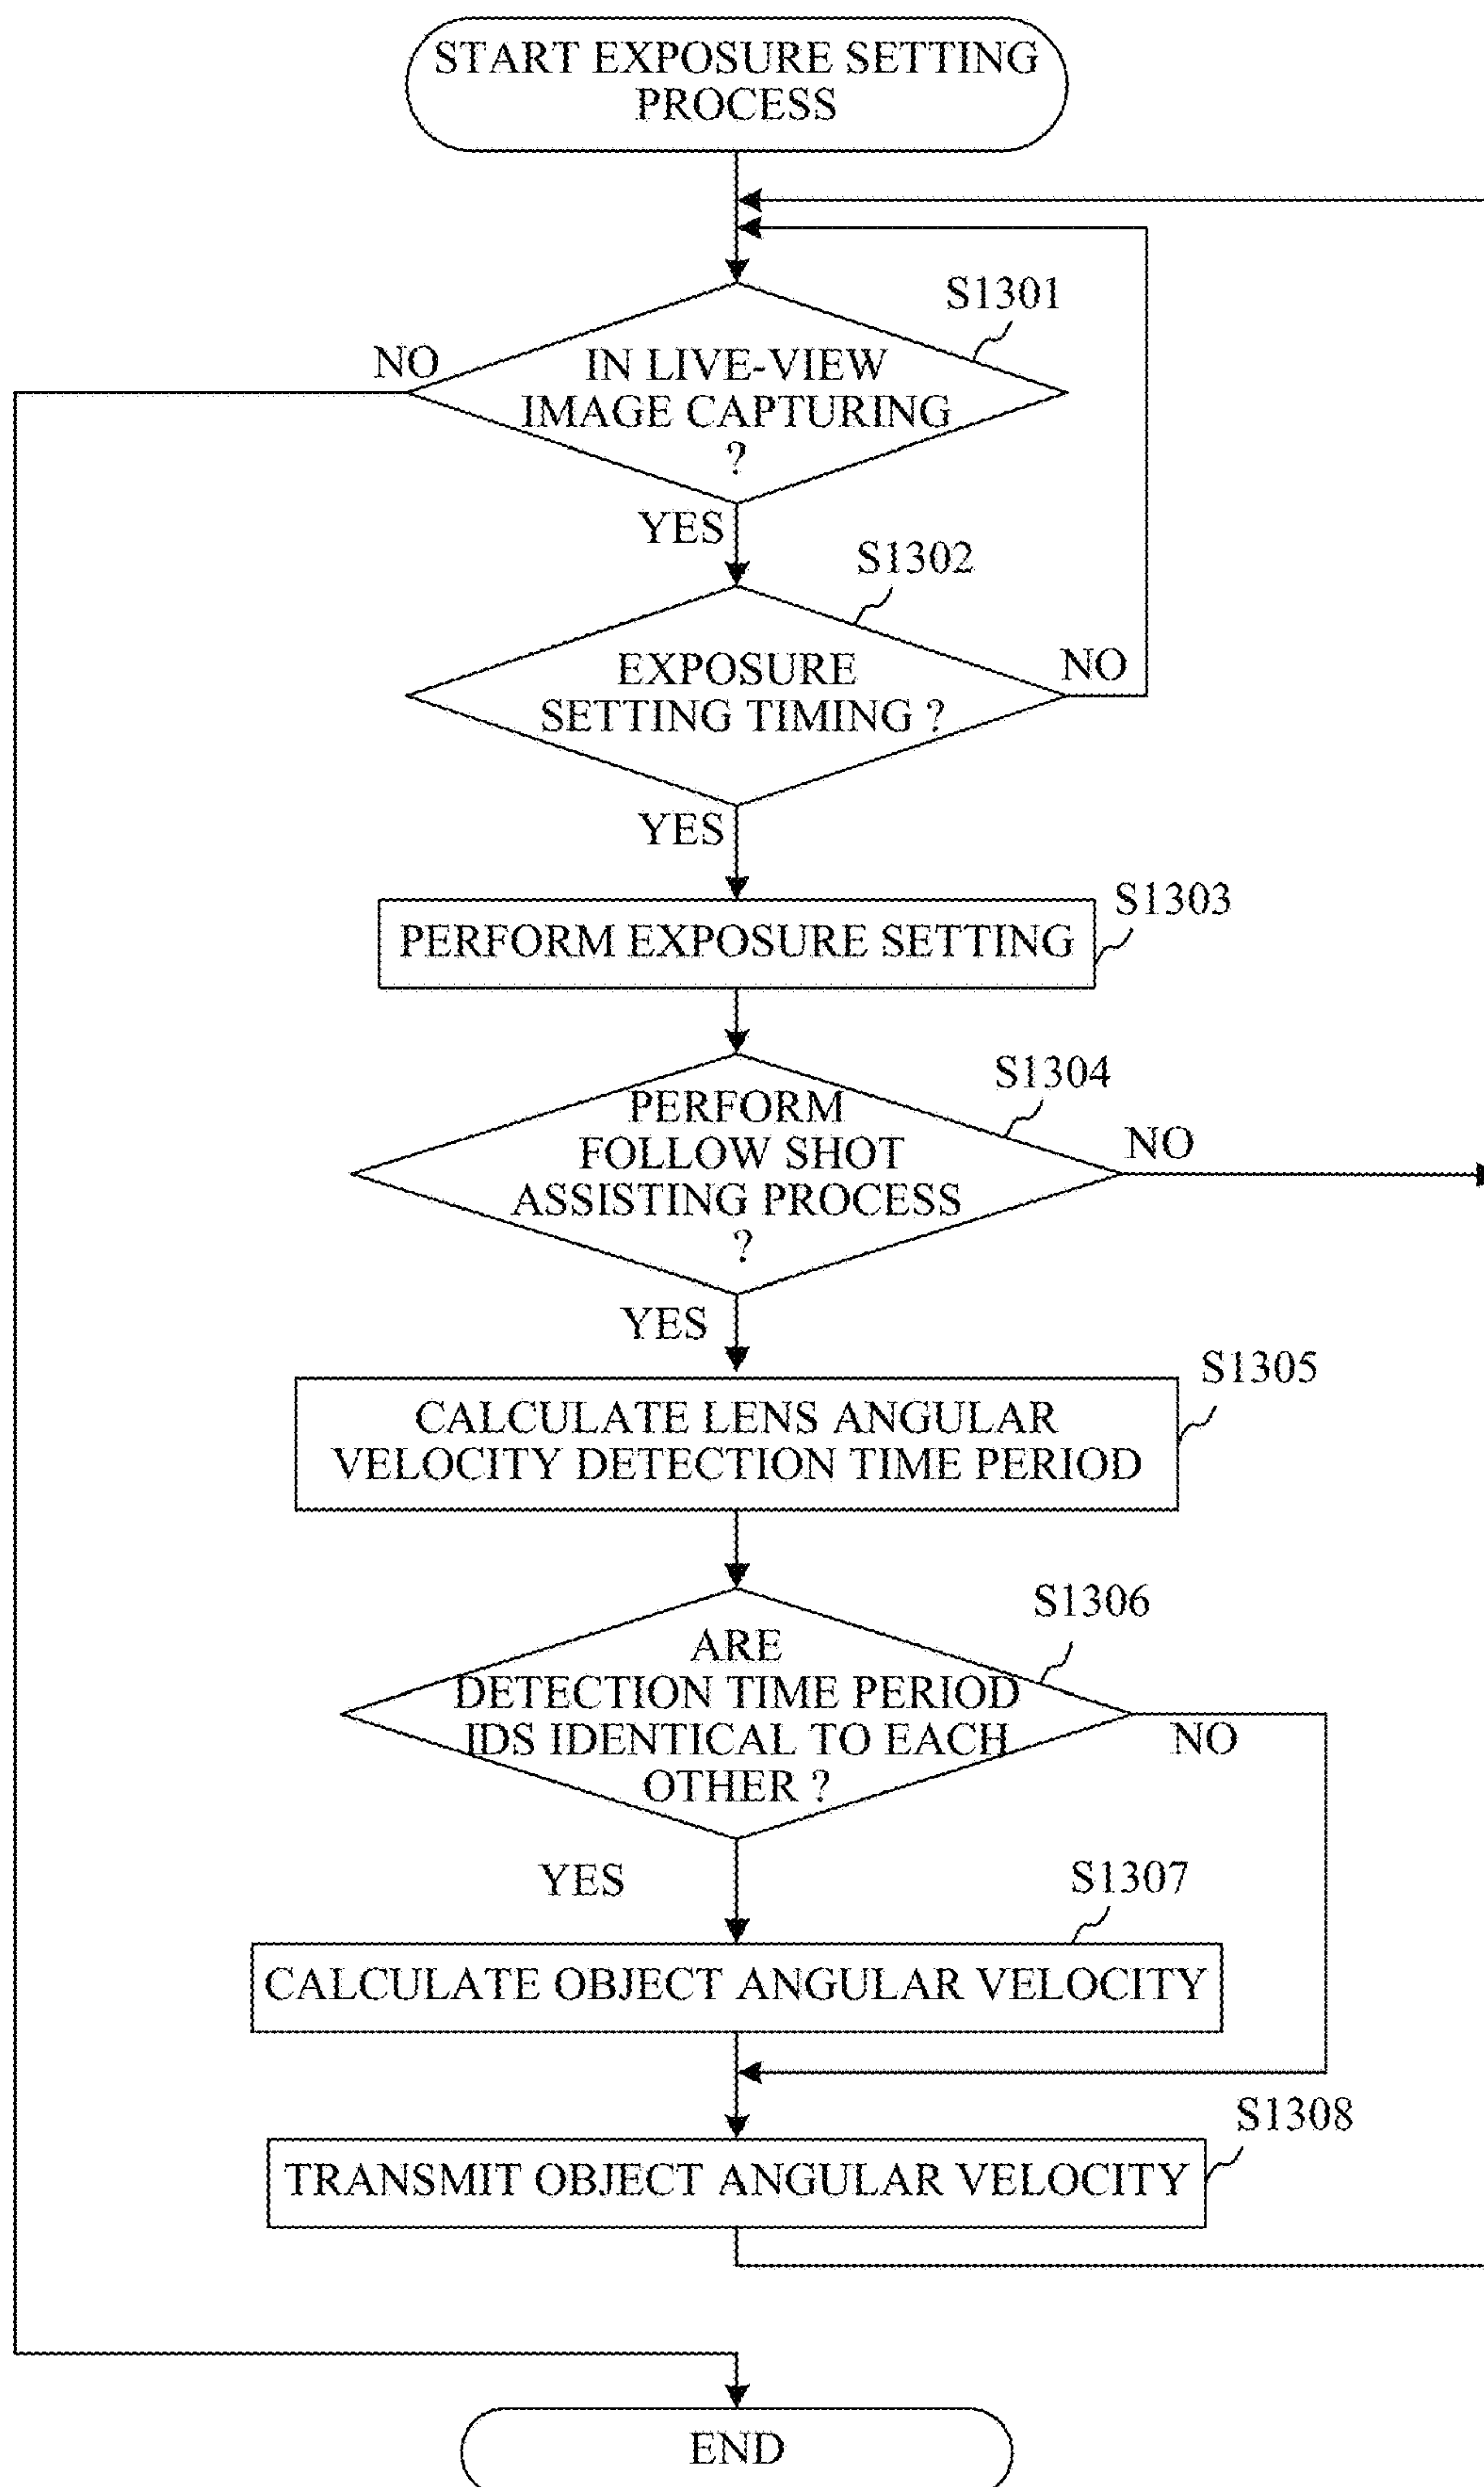 START EXPOSURE SETTING
PROCESS
S1301
NO
IN LIVE-VIEW
IMAGE CAPTURING
?
YES
S1302
EXPOSURE
SETTING TIMING ?
NO
YES
S1303
PERFORM EXPOSURE SETTING
S1304
PERFORM
FOLLOW SHOT
ASSISTING PROCESS
?
NO
YES
S1305
CALCULATE LENS ANGULAR
VELOCITY DETECTION TIME PERIOD
S1306
ARE
DETECTION TIME PERIOD
IDS IDENTICAL TO EACH
OTHER ?
NO
YES
S1307
CALCULATE OBJECT ANGULAR VELOCITY
S1308
TRANSMIT OBJECT ANGULAR VELOCITY
END